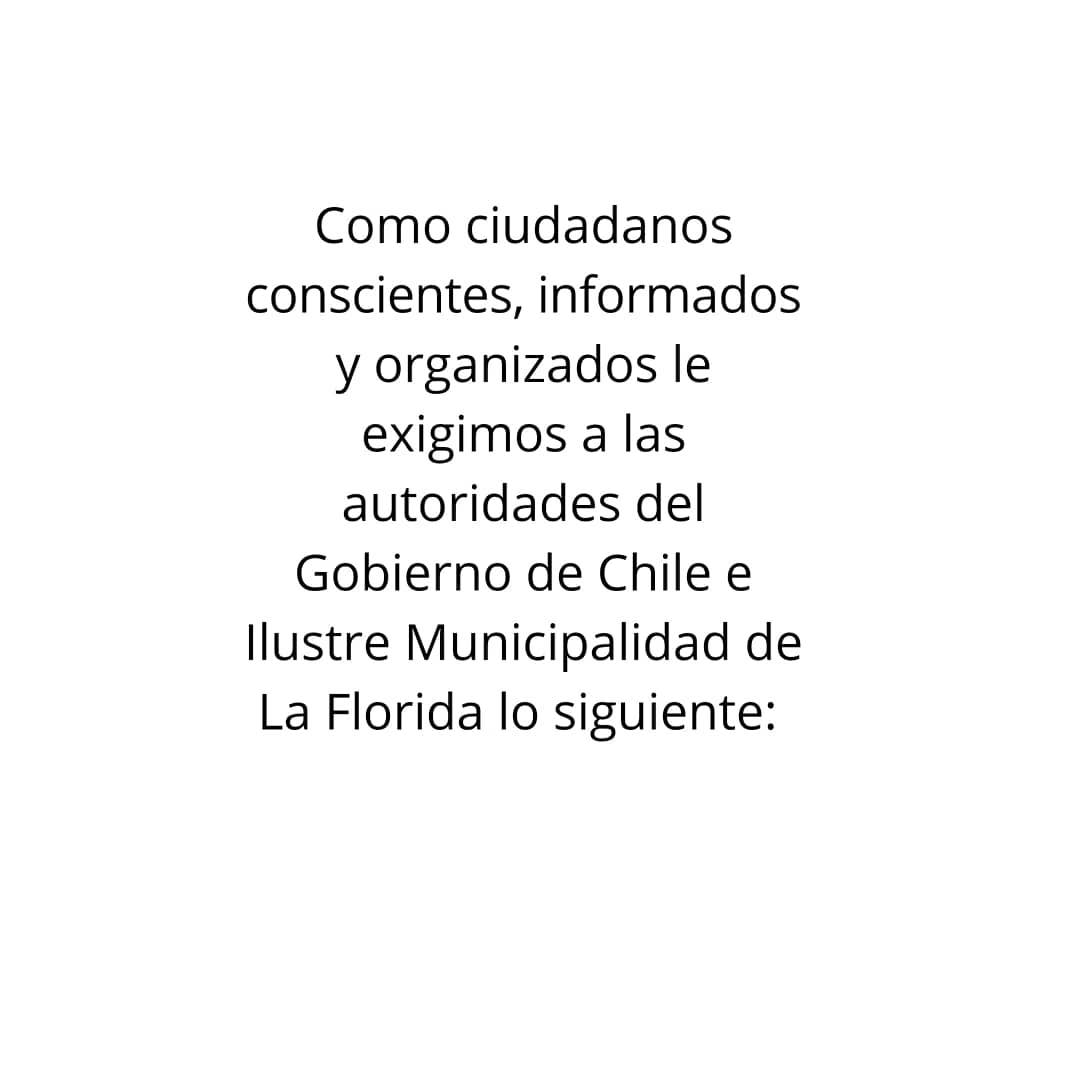 Como ciudadanos
conscientes, informados
y organizados le
exigimos a las
autoridades del
Gobierno de Chile e
Ilustre Municipalidad de
La Florida lo siguiente: